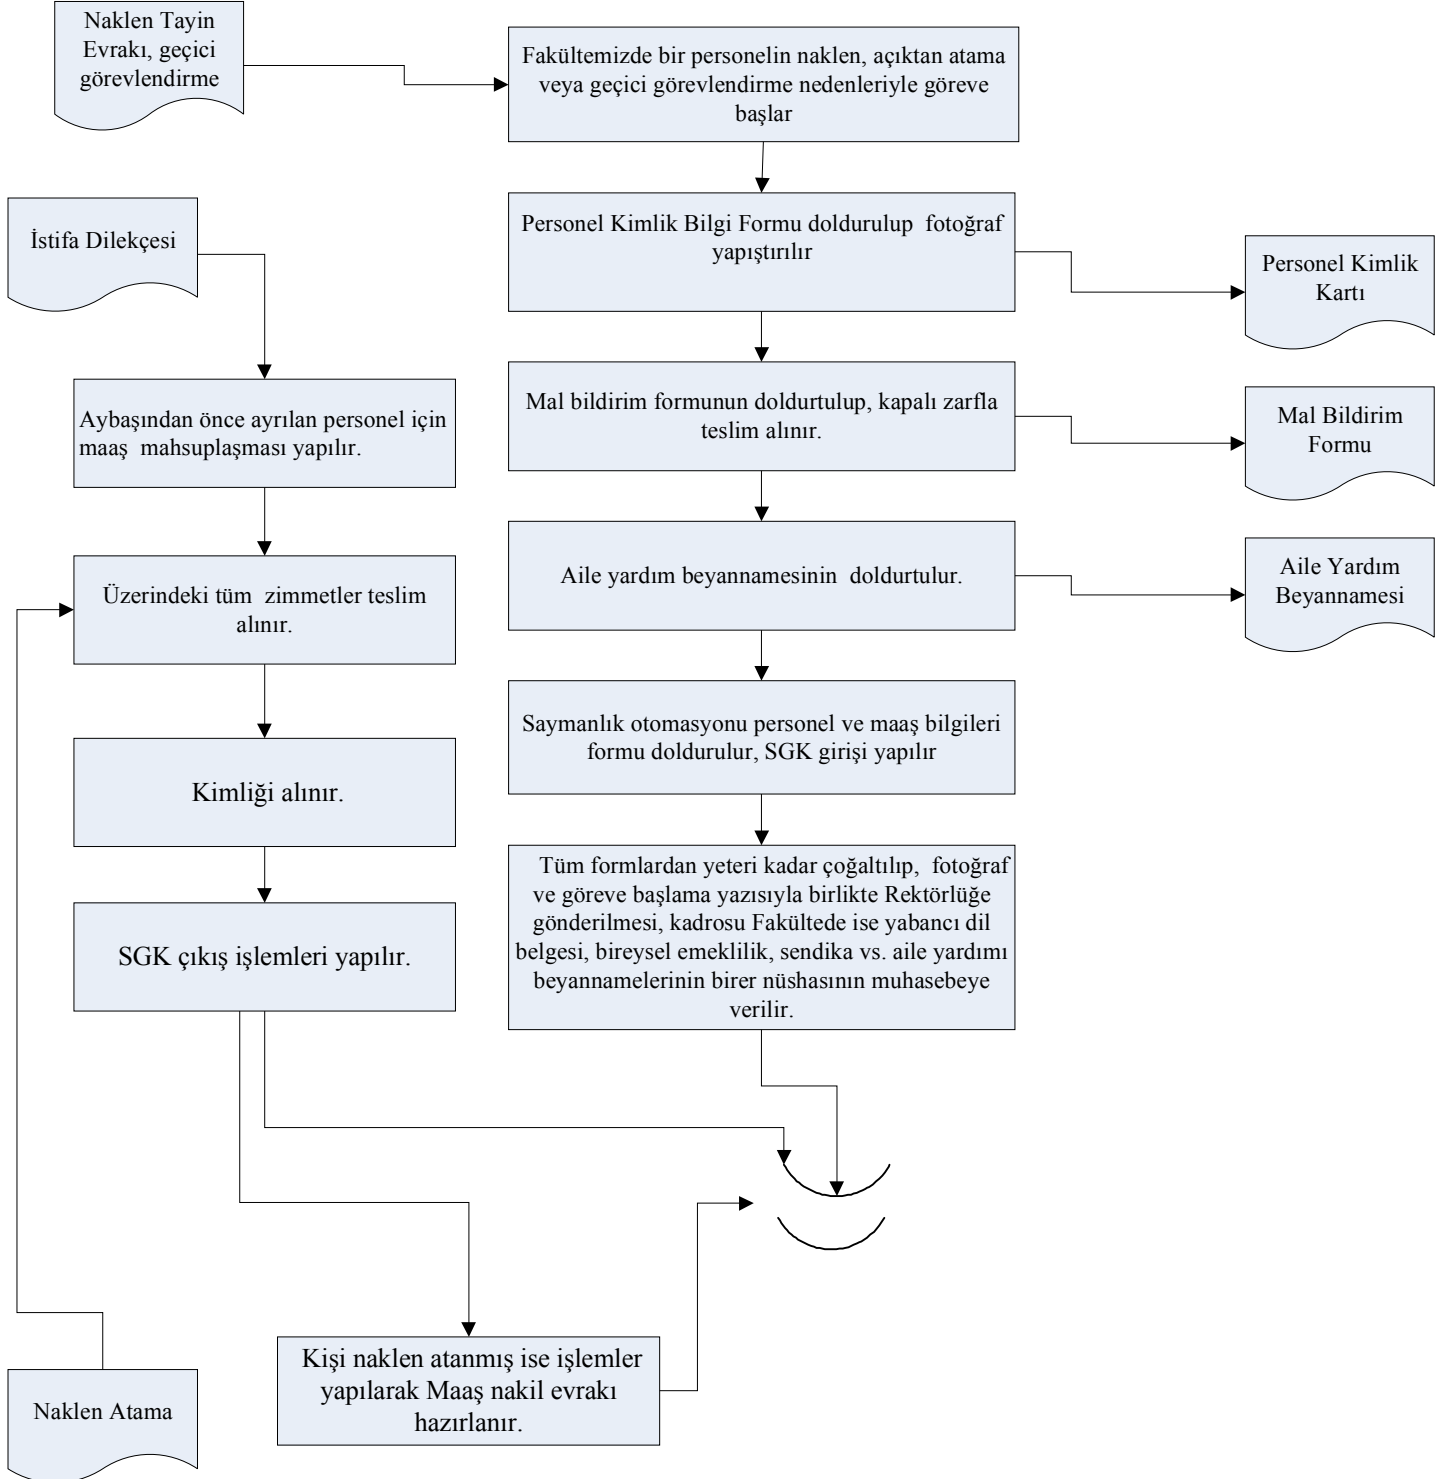 Naklen Tayin
Evrakı, geçici
görevlendirme
Fakültemizde bir personelin naklen, açıktan atama
veya geçici görevlendirme nedenleriyle göreve
başlar
İstifa Dilekçesi
Personel Kimlik Bilgi Formu doldurulup fotoğraf
yapıştırılır
Personel Kimlik
Kartı
Aybaşından önce ayrılan personel için
maaş mahsuplaşması yapılır.
Mal bildirim formunun doldurtulup, kapalı zarfla
teslim alınır.
Mal Bildirim
Formu
Üzerindeki tüm zimmetler teslim
alınır.
Aile yardım beyannamesinin doldurtulur.
Aile Yardım
Beyannamesi
Kimliği alınır.
Saymanlık otomasyonu personel ve maaş bilgileri
formu doldurulur, SGK girişi yapılır
SGK çıkış işlemleri yapılır.
Tüm formlardan yeteri kadar çoğaltılıp, fotoğraf
ve göreve başlama yazısıyla birlikte Rektörlüğe
gönderilmesi, kadrosu Fakültede ise yabancı dil
belgesi, bireysel emeklilik, sendika vs. aile yardımı
beyannamelerinin birer nüshasının muhasebeye
verilir.
Kişi naklen atanmış ise işlemler
yapılarak Maaş nakil evrakı
hazırlanır.
Naklen Atama